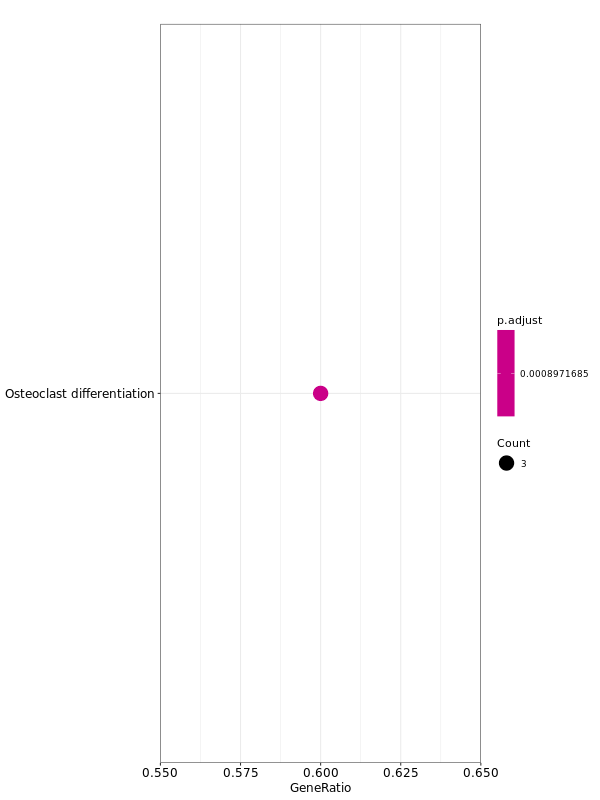 p.adjust
0.0008971685
Osteoclast differentiation
Count
3
0.550 0.575 0.600 0.625 0.650
GeneRatio